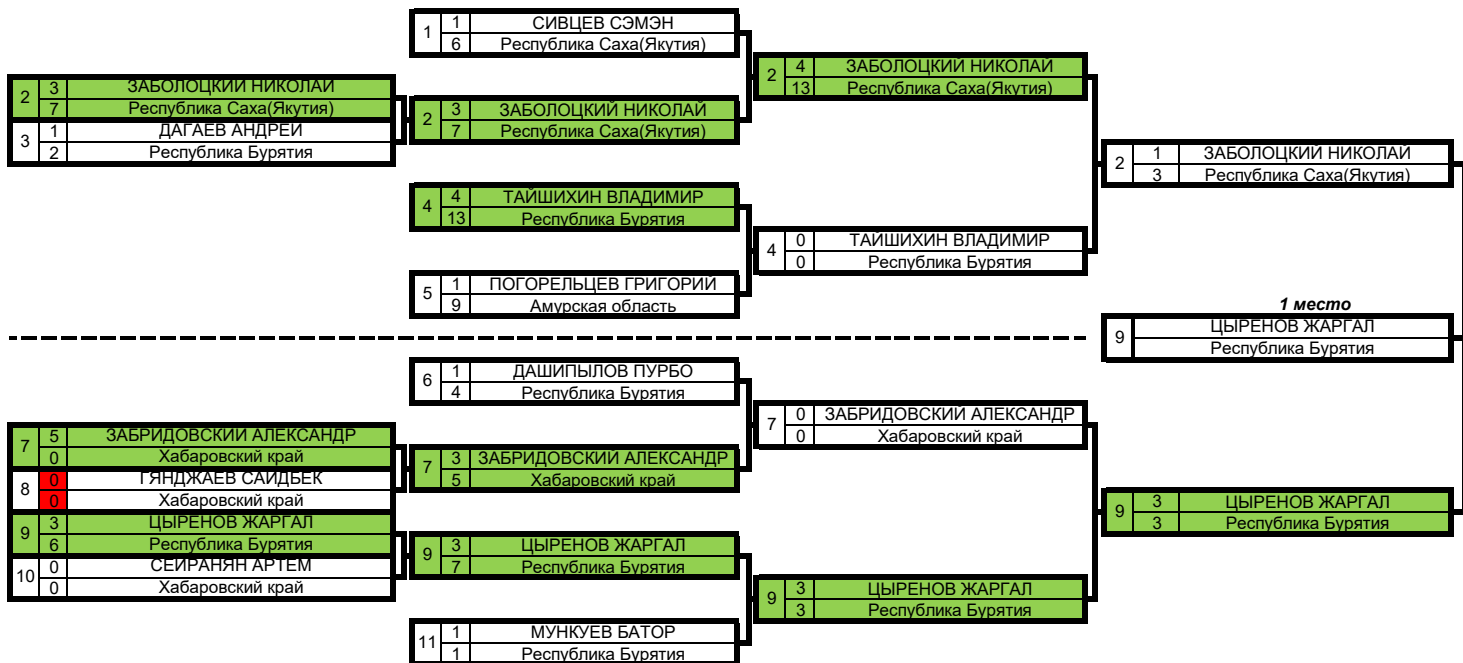 1 1 СИВЦЕВ СЭМЭН
6 Республика Саха(Якутия)
2 3 ЗАБОЛОЦКИЙ НИКОЛАЙ
7 Республика Саха(Якутия)
3 1 ДАГАЕВ АНДРЕЙ
2 Республика Бурятия
2 3 ЗАБОЛОЦКИЙ НИКОЛАЙ
7 Республика Саха(Якутия)
2 4 ЗАБОЛОЦКИЙ НИКОЛАЙ
13 Республика Саха(Якутия)
2 1 ЗАБОЛОЦКИЙ НИКОЛАЙ
3 Республика Саха(Якутия)
4 4 ТАЙШИХИН ВЛАДИМИР
13 Республика Бурятия
4 0 ТАЙШИХИН ВЛАДИМИР
0 Республика Бурятия
5 1 ПОГОРЕЛЬЦЕВ ГРИГОРИЙ
9 Амурская область
1 место
9 ЦЫРЕНОВ ЖАРГАЛ
Республика Бурятия
6 1 ДАШИПЫЛОВ ПУРБО
4 Республика Бурятия
7 0 ЗАБРИДОВСКИЙ АЛЕКСАНДР
0 Хабаровский край
7 5 ЗАБРИДОВСКИЙ АЛЕКСАНДР
0 Хабаровский край
8 0 ГЯНДЖАЕВ САЙДБЕК
0 Хабаровский край
7 3 ЗАБРИДОВСКИЙ АЛЕКСАНДР
5 Хабаровский край
9 3 ЦЫРЕНОВ ЖАРГАЛ
3 Республика Бурятия
9 3 ЦЫРЕНОВ ЖАРГАЛ
6 Республика Бурятия
10 0 СЕЙРАНЯН АРТЕМ
0 Хабаровский край
9 3 ЦЫРЕНОВ ЖАРГАЛ
7 Республика Бурятия
9 3 ЦЫРЕНОВ ЖАРГАЛ
3 Республика Бурятия
11 1 МУНКУЕВ БАТОР
1 Республика Бурятия